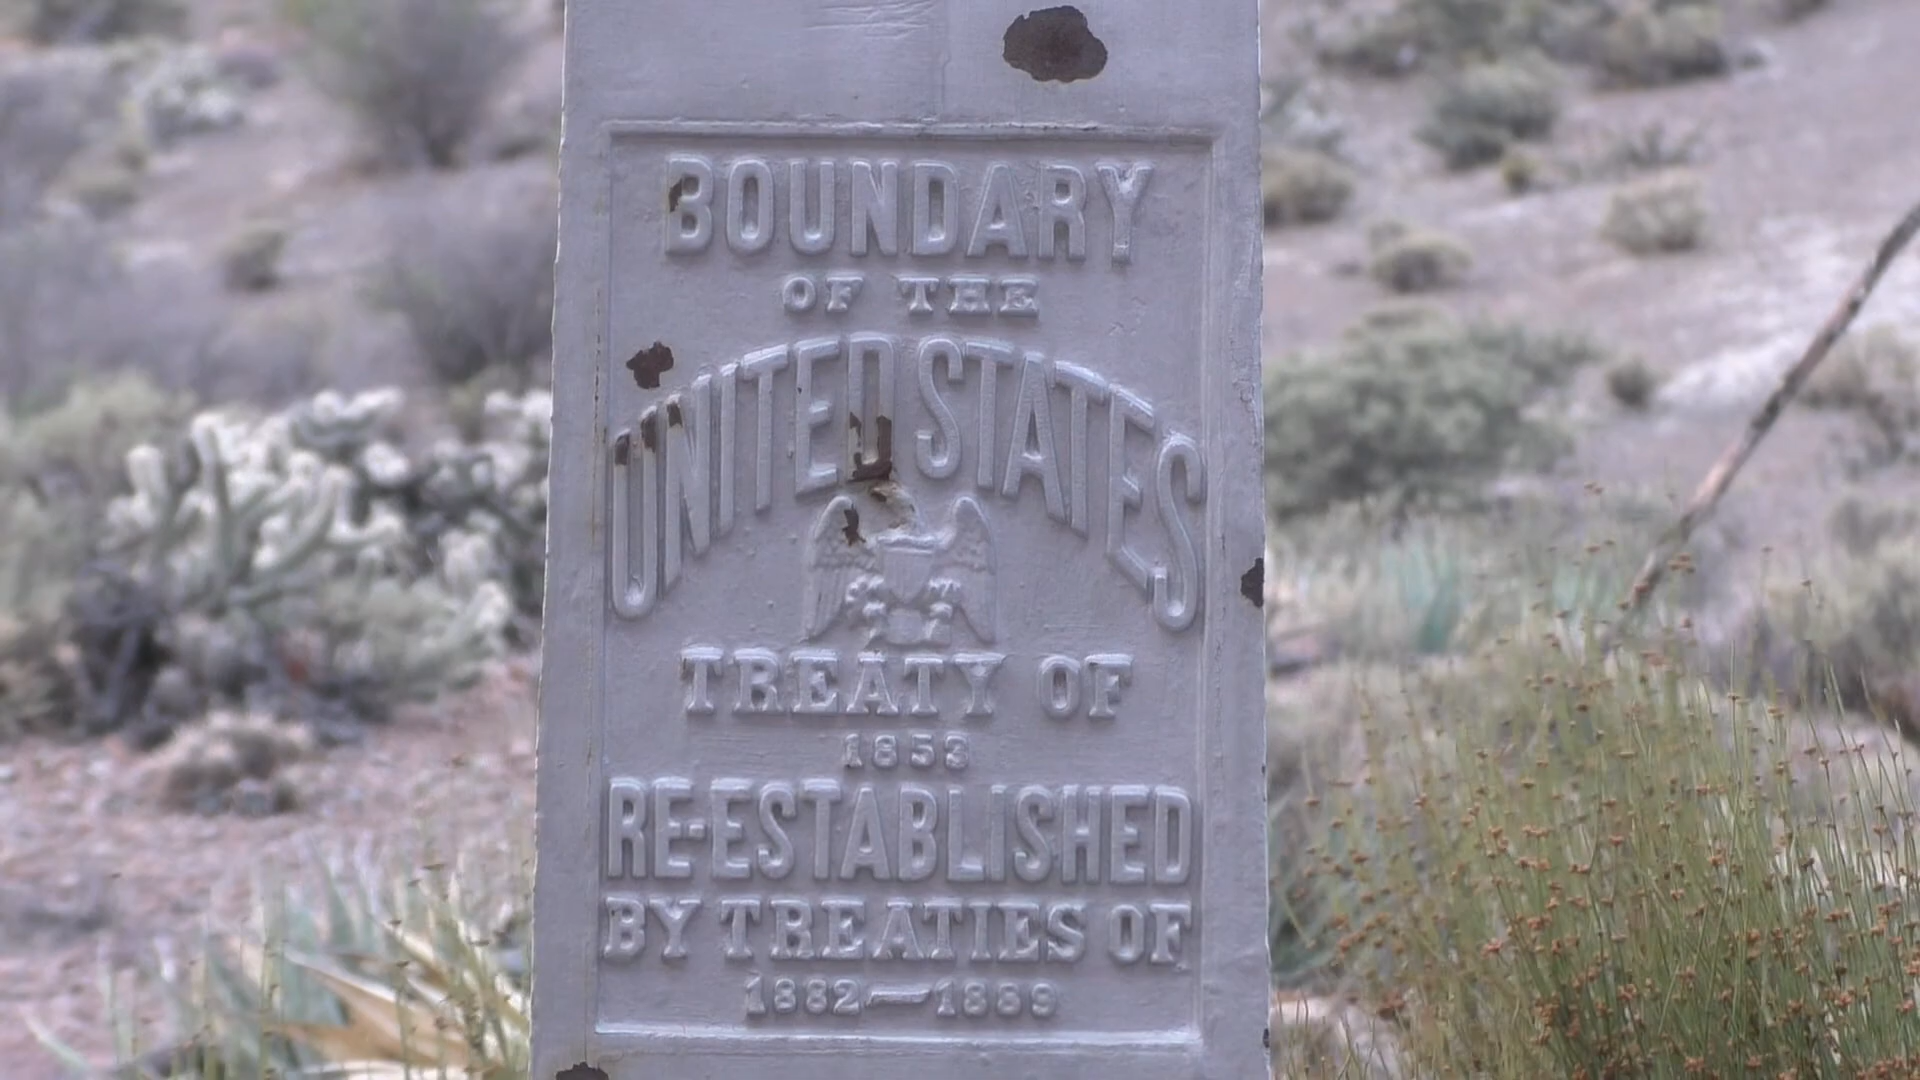 BOUNDARY
OF THE
UNITED STATES
TREATY OF
1853
RE-ESTABLISHED
BY TREATIES OF
1882—1889